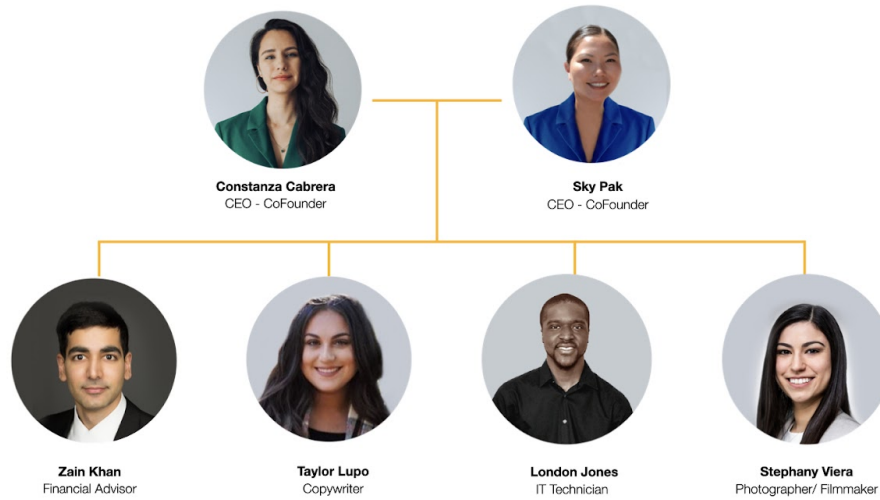 Constanza Cabrera
CEO - CoFounder
Sky Pak
CEO - CoFounder
Zain Khan
Financial Advisor
Taylor Lupo
Copywriter
London Jones
IT Technician
Stephany Viera
Photographer/ Filmmaker